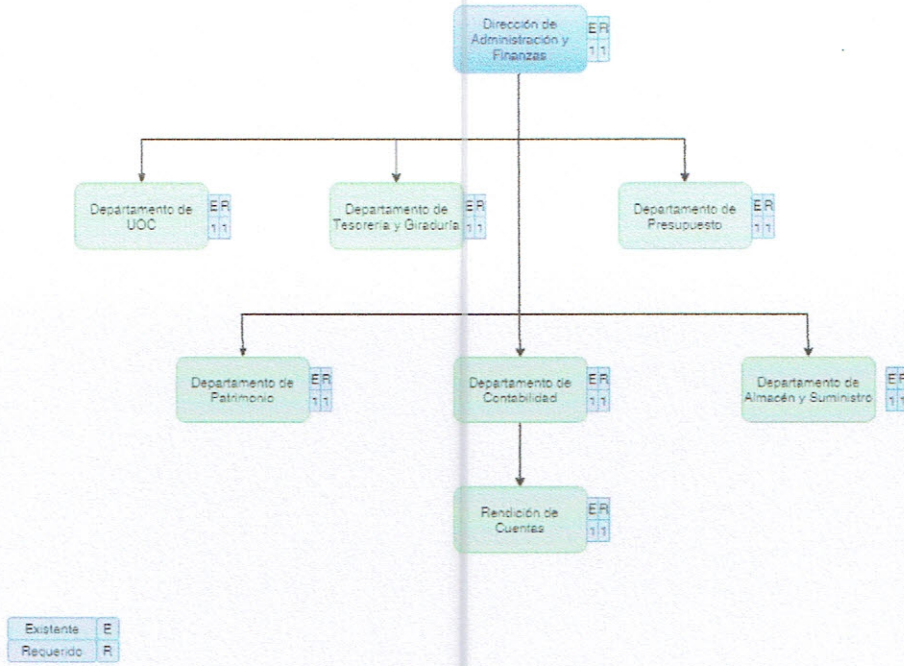 Dirección de
Administración y
Finanzas
E R
1 1
Departamento de
UOC
E R
1 1
Departamento de
Tesorería y Giraduría
E R
1 1
Departamento de
Presupuesto
E R
1 1
Departamento de
Patrimonio
E R
1 1
Departamento de
Contabilidad
E R
1 1
Departamento de
Almacén y Suministro
E R
1 1
Rendición de
Cuentas
E R
1 1
Existente E
Requerido R